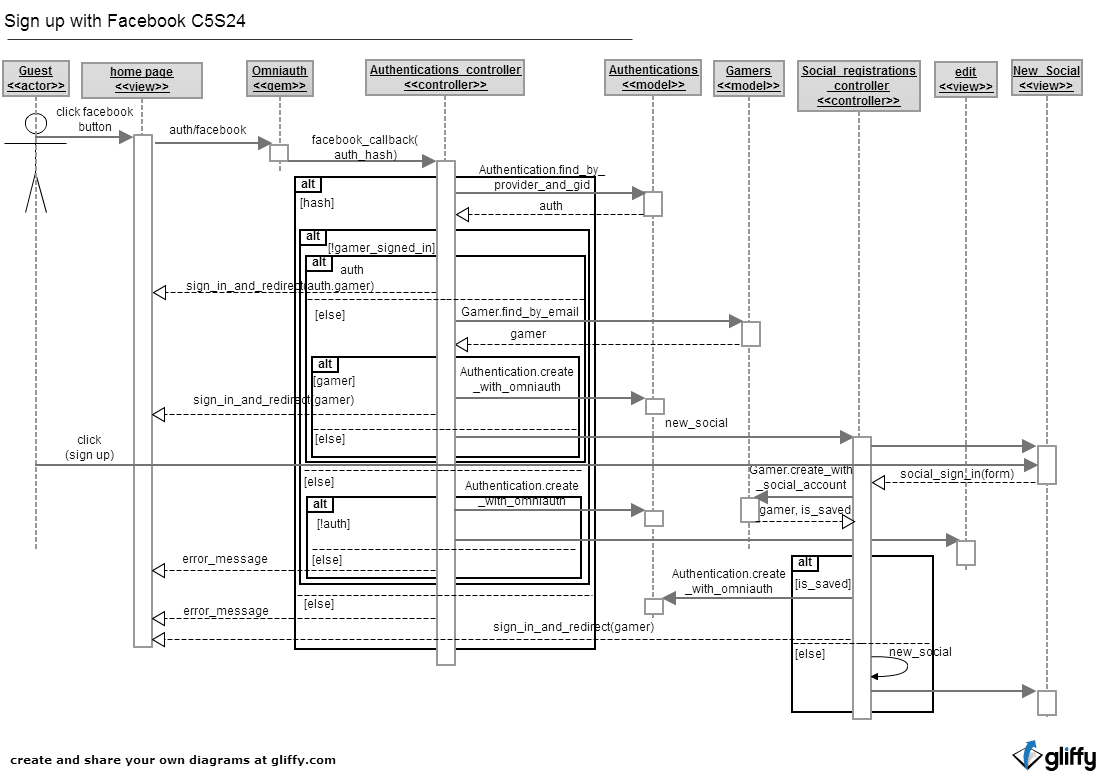 Sign up with Facebook C5S24
Guest
<<actor>>
home page
<<view>>
Omniauth
<<gem>>
Authentications_controller
<<controller>>
Authentications
<<model>>
Gamers
<<model>>
Social_registrations
_controller
<<controller>>
edit
<<view>>
New_Social
<<view>>
click facebook
button
auth/facebook
facebook_callback(
auth_hash)
Authentication.find_by_
provider_and_gid
alt
[hash]
auth
alt
[!gamer_signed_in]
alt
auth
sign_in_and_redirect(auth.gamer)
[else]
Gamer.find_by_email
gamer
alt
[gamer]
Authentication.create
_with_omniauth
sign_in_and_redirect(gamer)
[else]
new_social
click
(sign up)
[else]
Gamer.create_with
_social_account
social_sign_in(form)
Authentication.create
_with_omniauth
alt
[!auth]
gamer, is_saved
error_message
[else]
alt
[is_saved]
Authentication.create
_with_omniauth
[else]
error_message
sign_in_and_redirect(gamer)
[else]
new_social
create and share your own diagrams at gliffy.com
gliffy